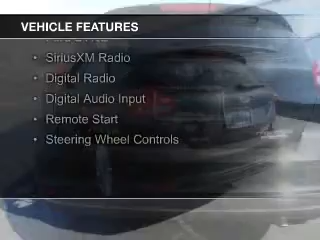 VEHICLE FEATURES
• SiriusXM Radio
• Digital Radio
• Digital Audio Input
• Remote Start
• Steering Wheel Controls